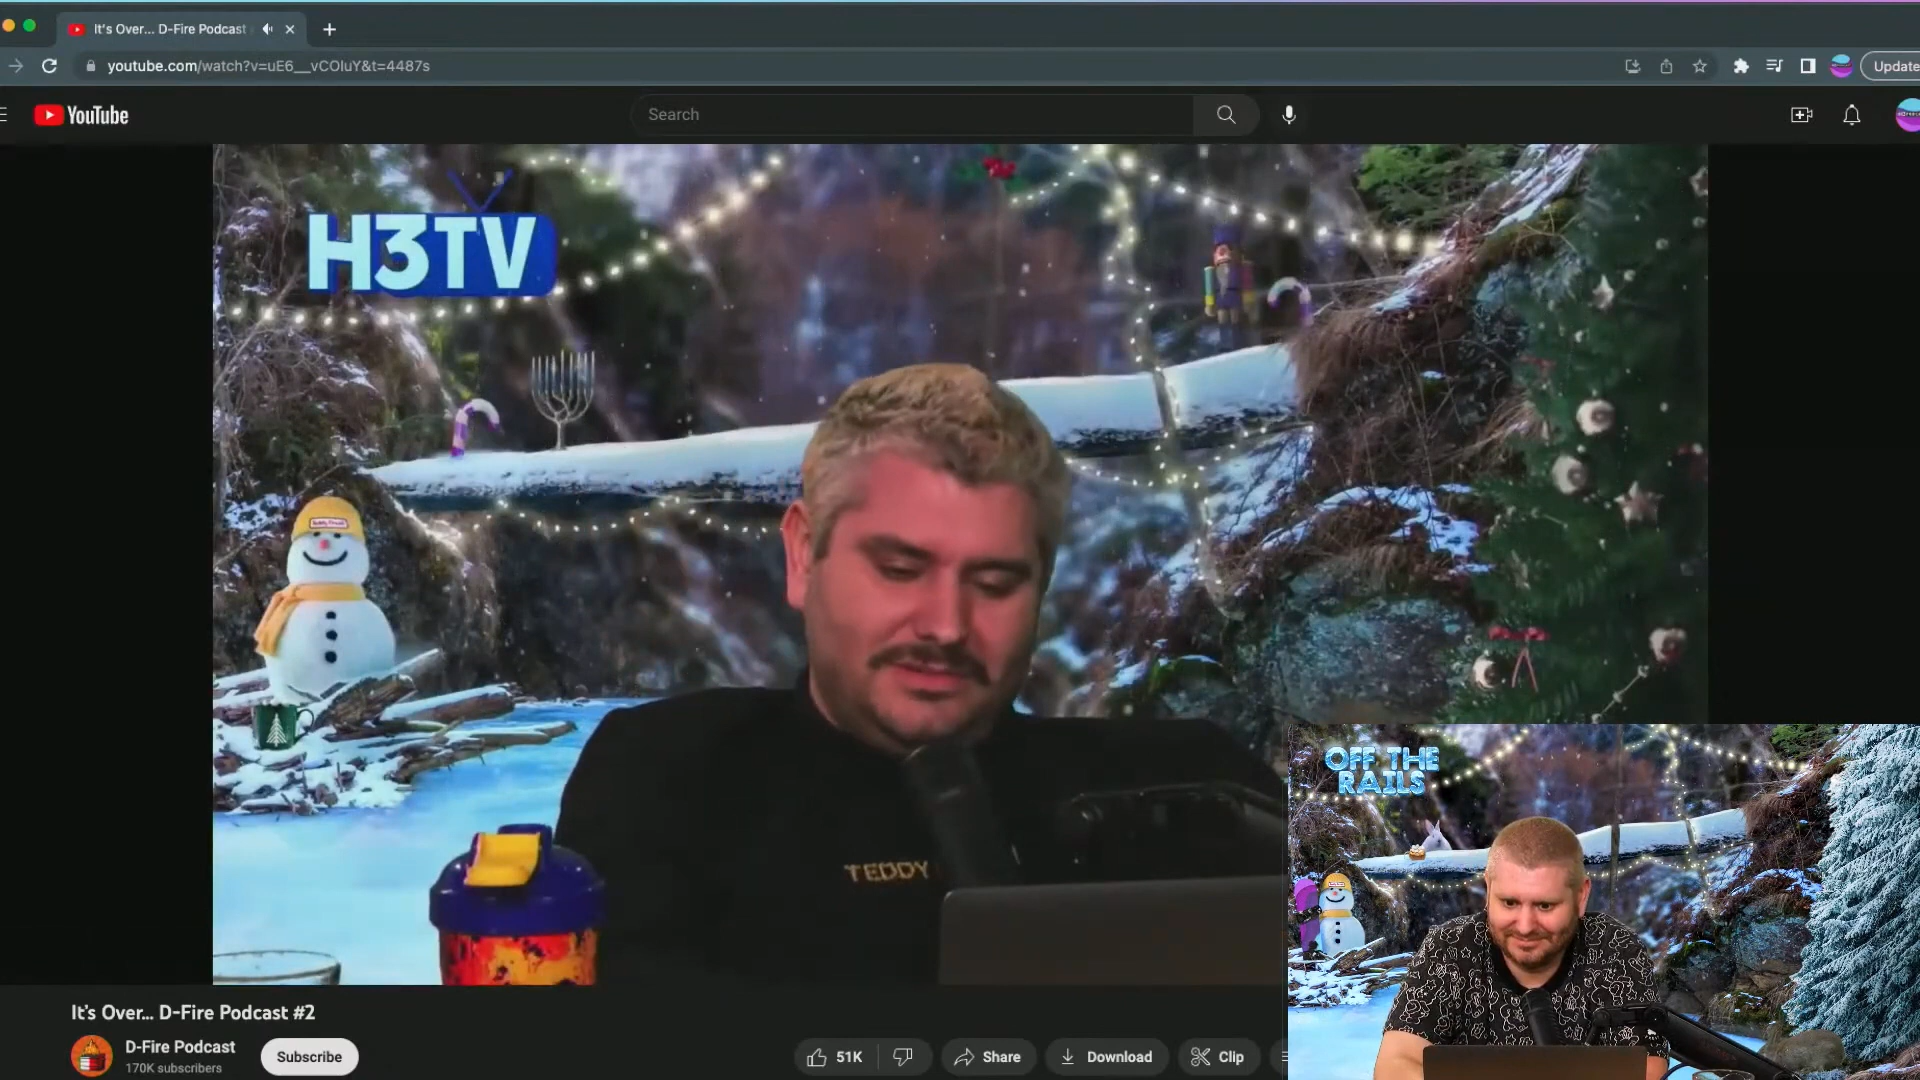 It's Over... D-Fire Podcast
youtube.com/watch?v=uE6__vCOIuY&t=4487s
Update
YouTube
Search
H3TV
TEDDY
OFF THE
RAILS
It's Over... D-Fire Podcast #2
D-Fire Podcast
170K subscribers
Subscribe
51K
Share
Download
Clip